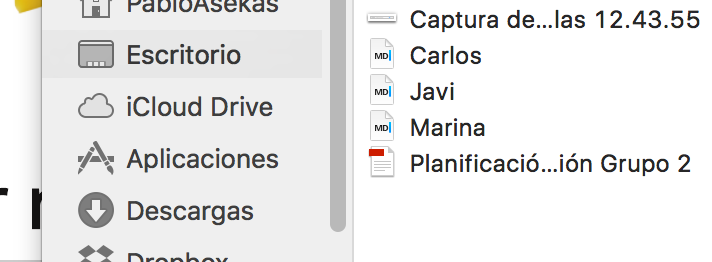 PabloAsekas
Escritorio
iCloud Drive
Aplicaciones
Descargas
Dropbox
Captura de...las 12.43.55
MD Carlos
MD Javi
MD Marina
Planificació...ión Grupo 2